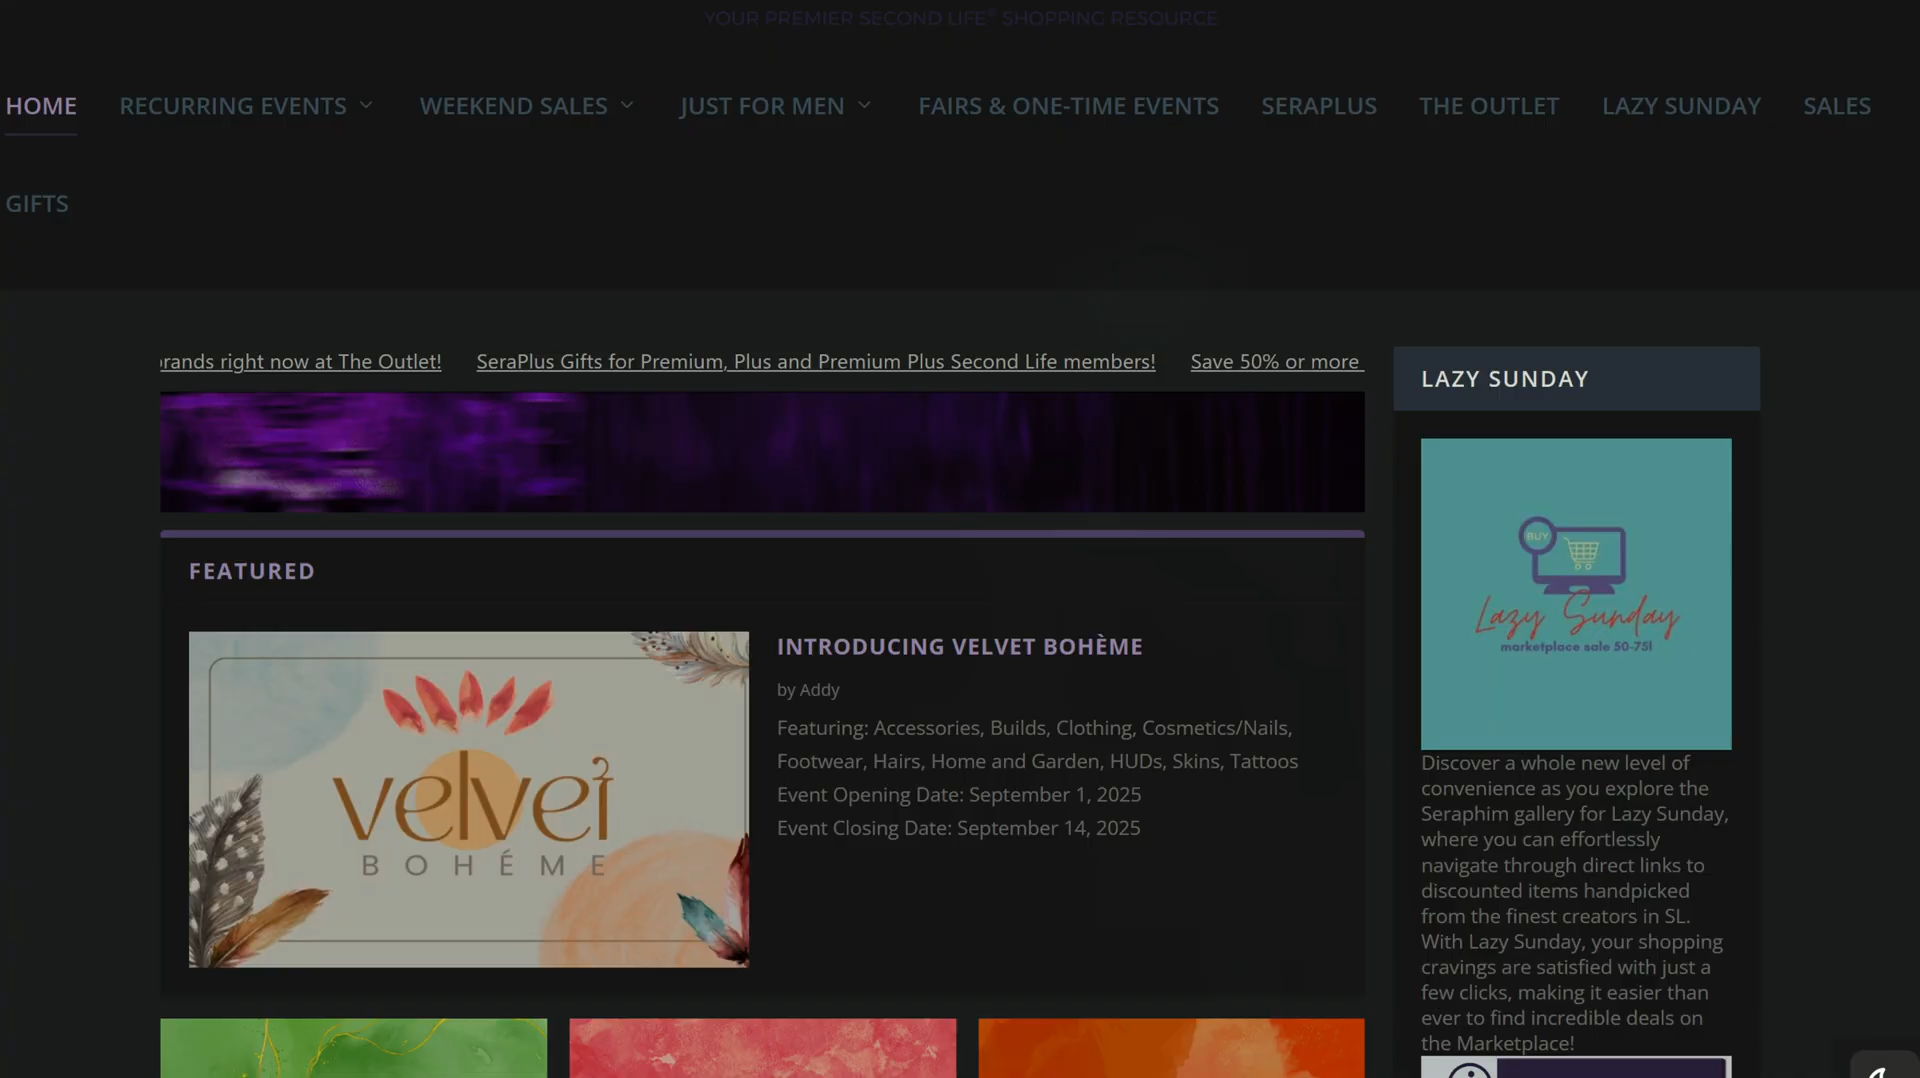 YOUR PREMIER SECOND LIFE® SHOPPING RESOURCE
HOME RECURRING EVENTS WEEKEND SALES JUST FOR MEN FAIRS & ONE-TIME EVENTS SERAPLUS THE OUTLET LAZY SUNDAY SALES
GIFTS
brands right now at The Outlet! SeraPlus Gifts for Premium, Plus and Premium Plus Second Life members! Save 50% or more
FEATURED
velvet
BOHÉME
INTRODUCING VELVET BOHÈME
by Addy
Featuring: Accessories, Builds, Clothing, Cosmetics/Nails,
Footwear, Hairs, Home and Garden, HUDs, Skins, Tattoos
Event Opening Date: September 1, 2025
Event Closing Date: September 14, 2025
LAZY SUNDAY
BUY
Lazy Sunday
marketplace sale 50-75l
Discover a whole new level of
convenience as you explore the
Seraphim gallery for Lazy Sunday,
where you can effortlessly
navigate through direct links to
discounted items handpicked
from the finest creators in SL.
With Lazy Sunday, your shopping
cravings are satisfied with just a
few clicks, making it easier than
ever to find incredible deals on
the Marketplace!